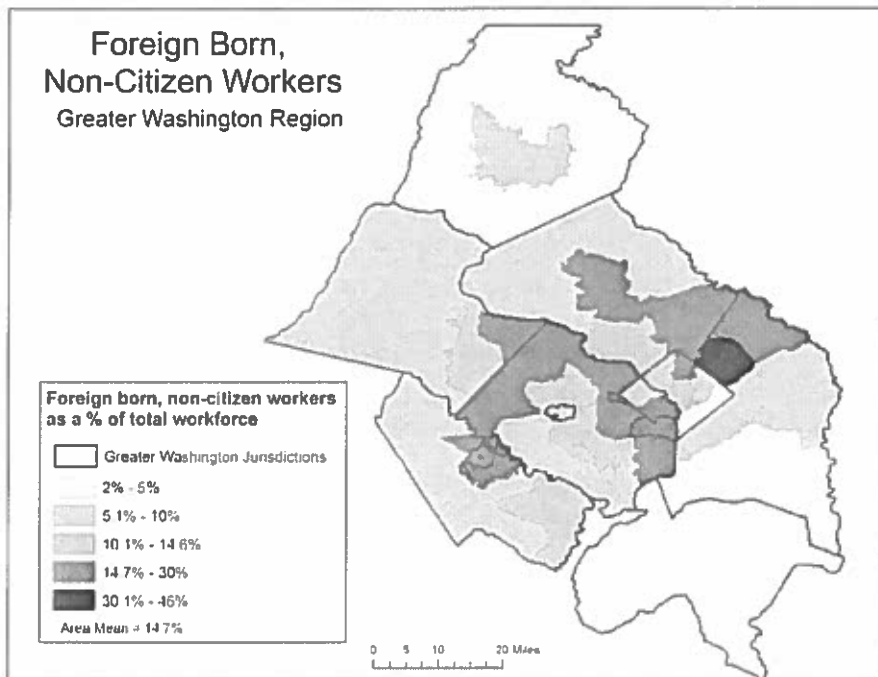 Foreign Born,
Non-Citizen Workers
Greater Washington Region
Foreign born, non-citizen workers
as a % of total workforce
Greater Washington Jurisdictions
2% - 5%
5.1% - 10%
10.1% - 14.6%
14.7% - 30%
30.1% - 46%
Area Mean = 14.7%
0 5 10 20 Miles